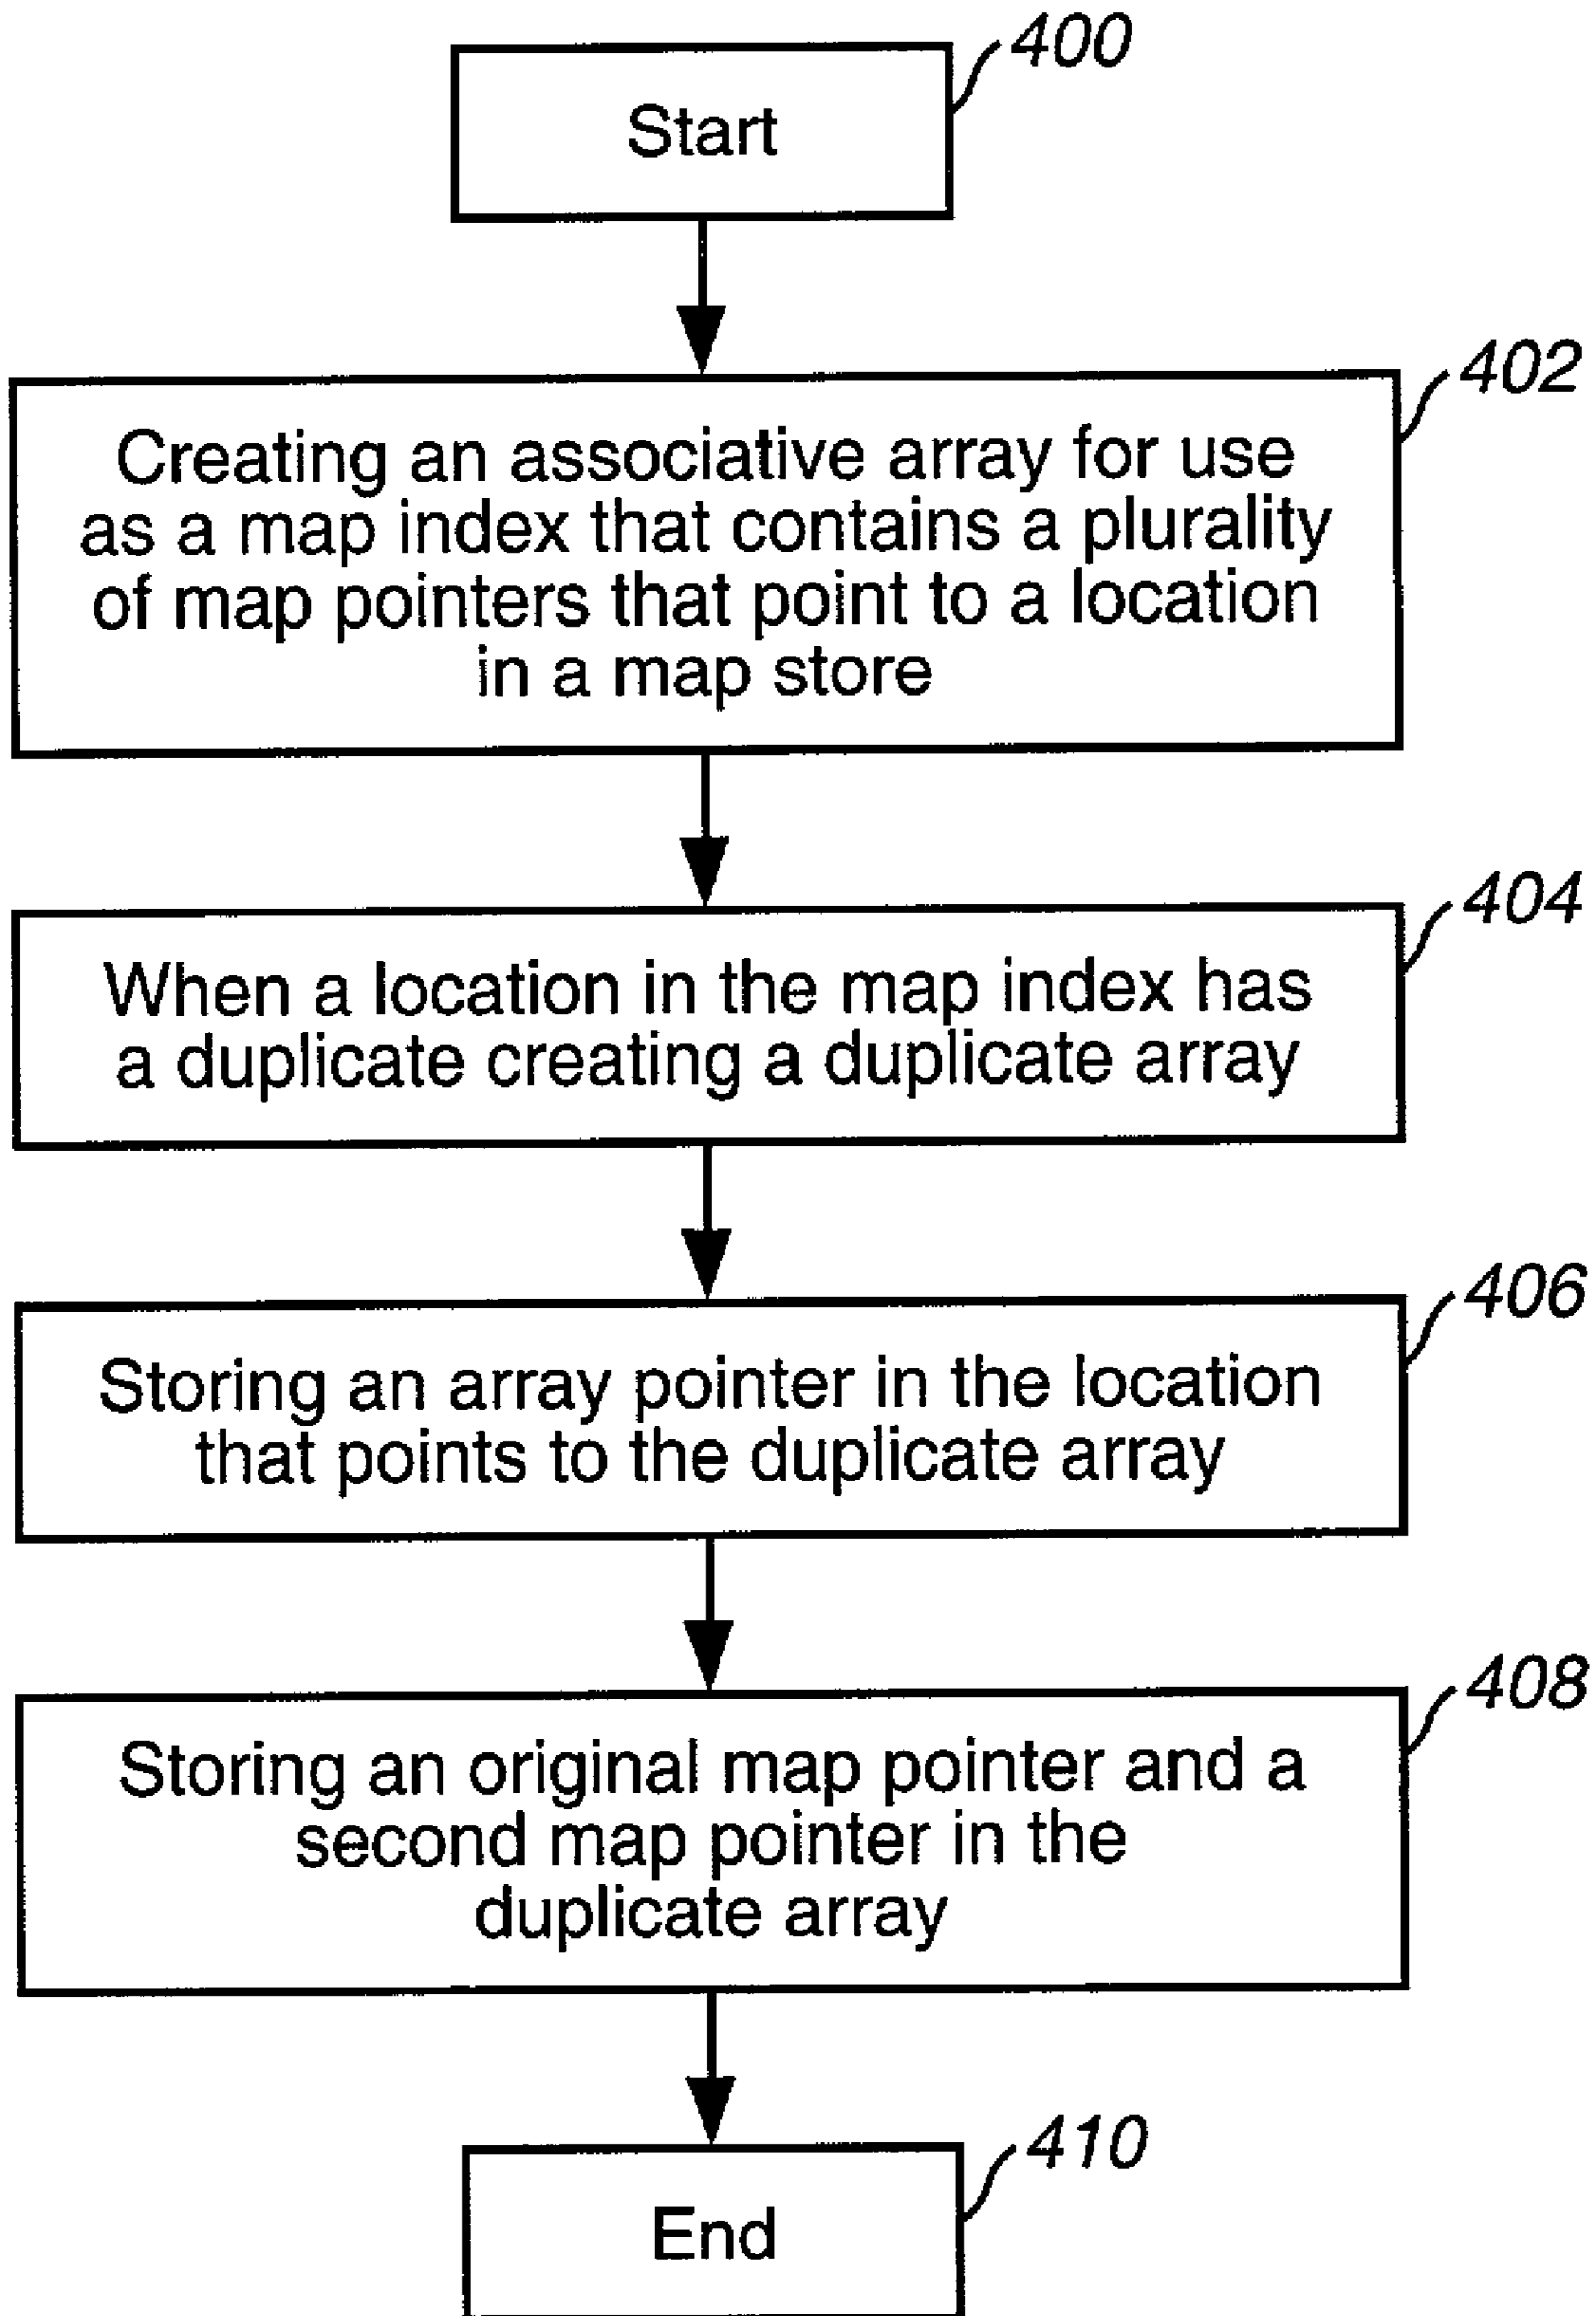 400
Start
402
Creating an associative array for use
as a map index that contains a plurality
of map pointers that point to a location
in a map store
404
When a location in the map index has
a duplicate creating a duplicate array
406
Storing an array pointer in the location
that points to the duplicate array
408
Storing an original map pointer and a
second map pointer in the
duplicate array
410
End